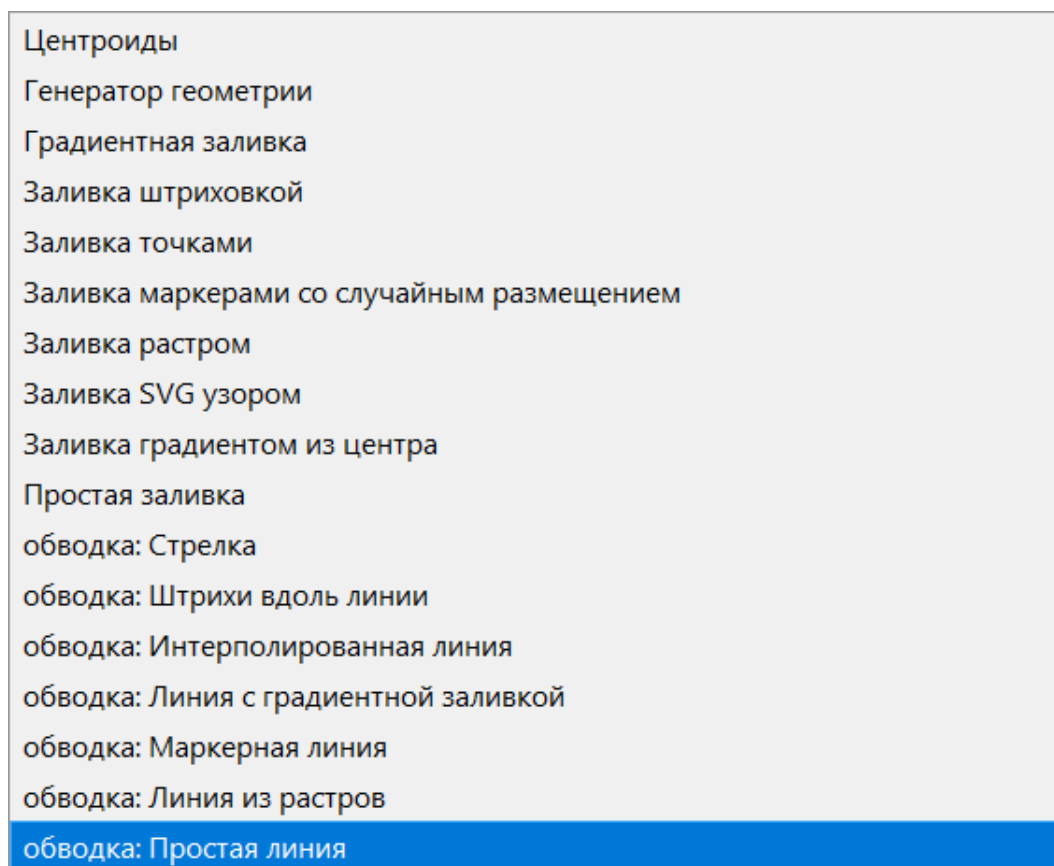 Центроиды
Генератор геометрии
Градиентная заливка
Заливка штриховкой
Заливка точками
Заливка маркерами со случайным размещением
Заливка растром
Заливка SVG узором
Заливка градиентом из центра
Простая заливка
обводка: Стрелка
обводка: Штрихи вдоль линии
обводка: Интерполированная линия
обводка: Линия с градиентной заливкой
обводка: Маркерная линия
обводка: Линия из растров
обводка: Простая линия